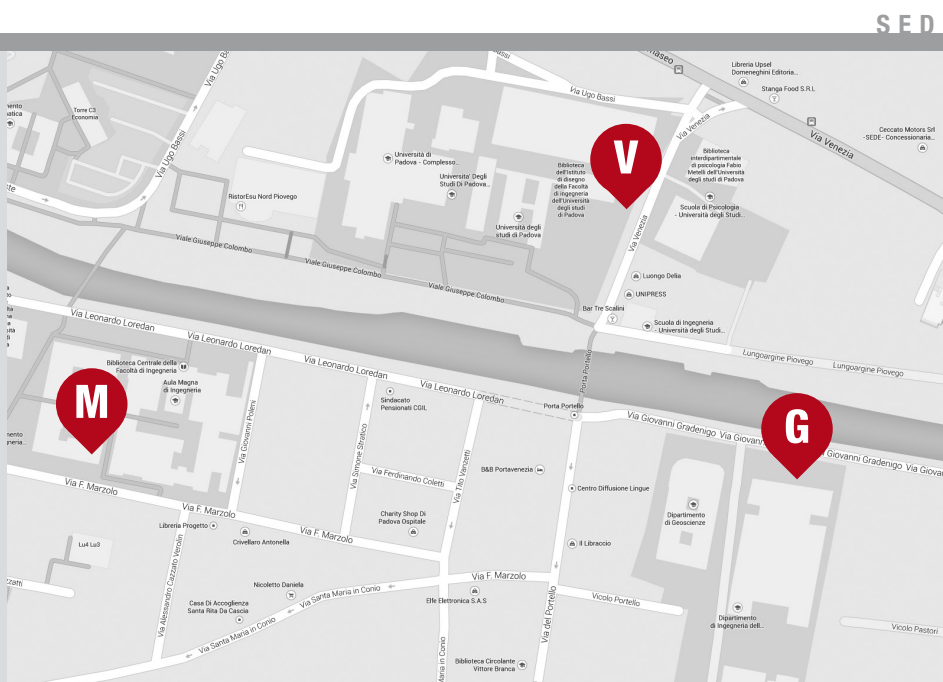 SED
Via Ugo B
Via Ugo Bassi
Torre C3
Economia
RistorEsu Nord Piovego
Università di
Padova - Complesso...
Universita' Degl
Studi Di Padova...
Università degli
studi di Padova
Biblioteca
dell'Istituto
di disegno
della Facoltà
di ingegneria
dell'Università
degli studi
di Padova
V
Via Ugo Bassi
Libreria Upsel
Domeneghini Editoria...
Stanga Food S.R.L
Ceccato Motors Srl
-SEDE- Concessionaria...
Via Venezia
Via Venezia
Via Venezia
Biblioteca
interdipartimentale
di psicologia Fabio
Metelli dell'Università
degli studi di Padova
Scuola di Psicologia
- Università degli Studi...
Luongo Delia
UNIPRESS
Bar Tre Scalini
Scuola di Ingegneria
- Università degli Studi...
Viale Giuseppe Colombo
Viale Giuseppe Colombo
Viale Giuseppe Colombo
Lungoargine Piovego
Lungoargine Piovego
Via Leonardo Loredan
Via Leonardo Loredan
Via Leonardo Loredan
Via Leonardo Loredan
Porta Portello
Porta Portello
Via Giovanni Gradenigo
Via Giovan
Giovanni Gradenigo
Via Giova
Biblioteca Centrale della
Facoltà di Ingegneria
Aula Magna
di Ingegneria
M
G
Sindacato
Pensionati CGIL
Via Giovanni Poleni
Via Simone Stratico
Via Tito Vanzetti
Via Ferdinando Coletti
B&B Portavenezia
Centro Diffusione Lingue
Dipartimento
di Geoscienze
Via F. Marzolo
Via F. Marzolo
Via F. Marzolo
Via F. Marzolo
Libreria Progetto
Crivellaro Antonella
Charity Shop Di
Padova Ospitale
Il Libraccio
Lu4 Lu3
Via Alessandro Cazzato Verolin
Nicoletto Daniela
Casa Di Accoglienza
Santa Rita Da Cascia
Via Santa Maria in Conio
Via Santa Maria in Conio
Elfe Elettronica S.A.S
Vicolo Portello
Via del Portello
Dipartimento
di Ingegneria dell...
Vicolo Pastori
Biblioteca Circolante
Vittore Branca